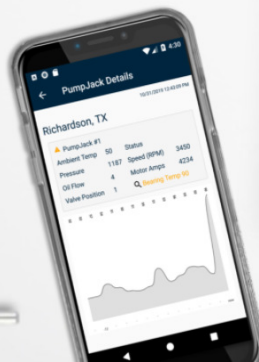 4:30
← PumpJack Details
10/31/2019 12:43:09 PM
Richardson, TX
PumpJack #1
Ambient Temp 50 Status
Pressure 1187 Speed (RPM) 3450
Oil Flow 4 Motor Amps 4234
Valve Position 1 Bearing Temp 90